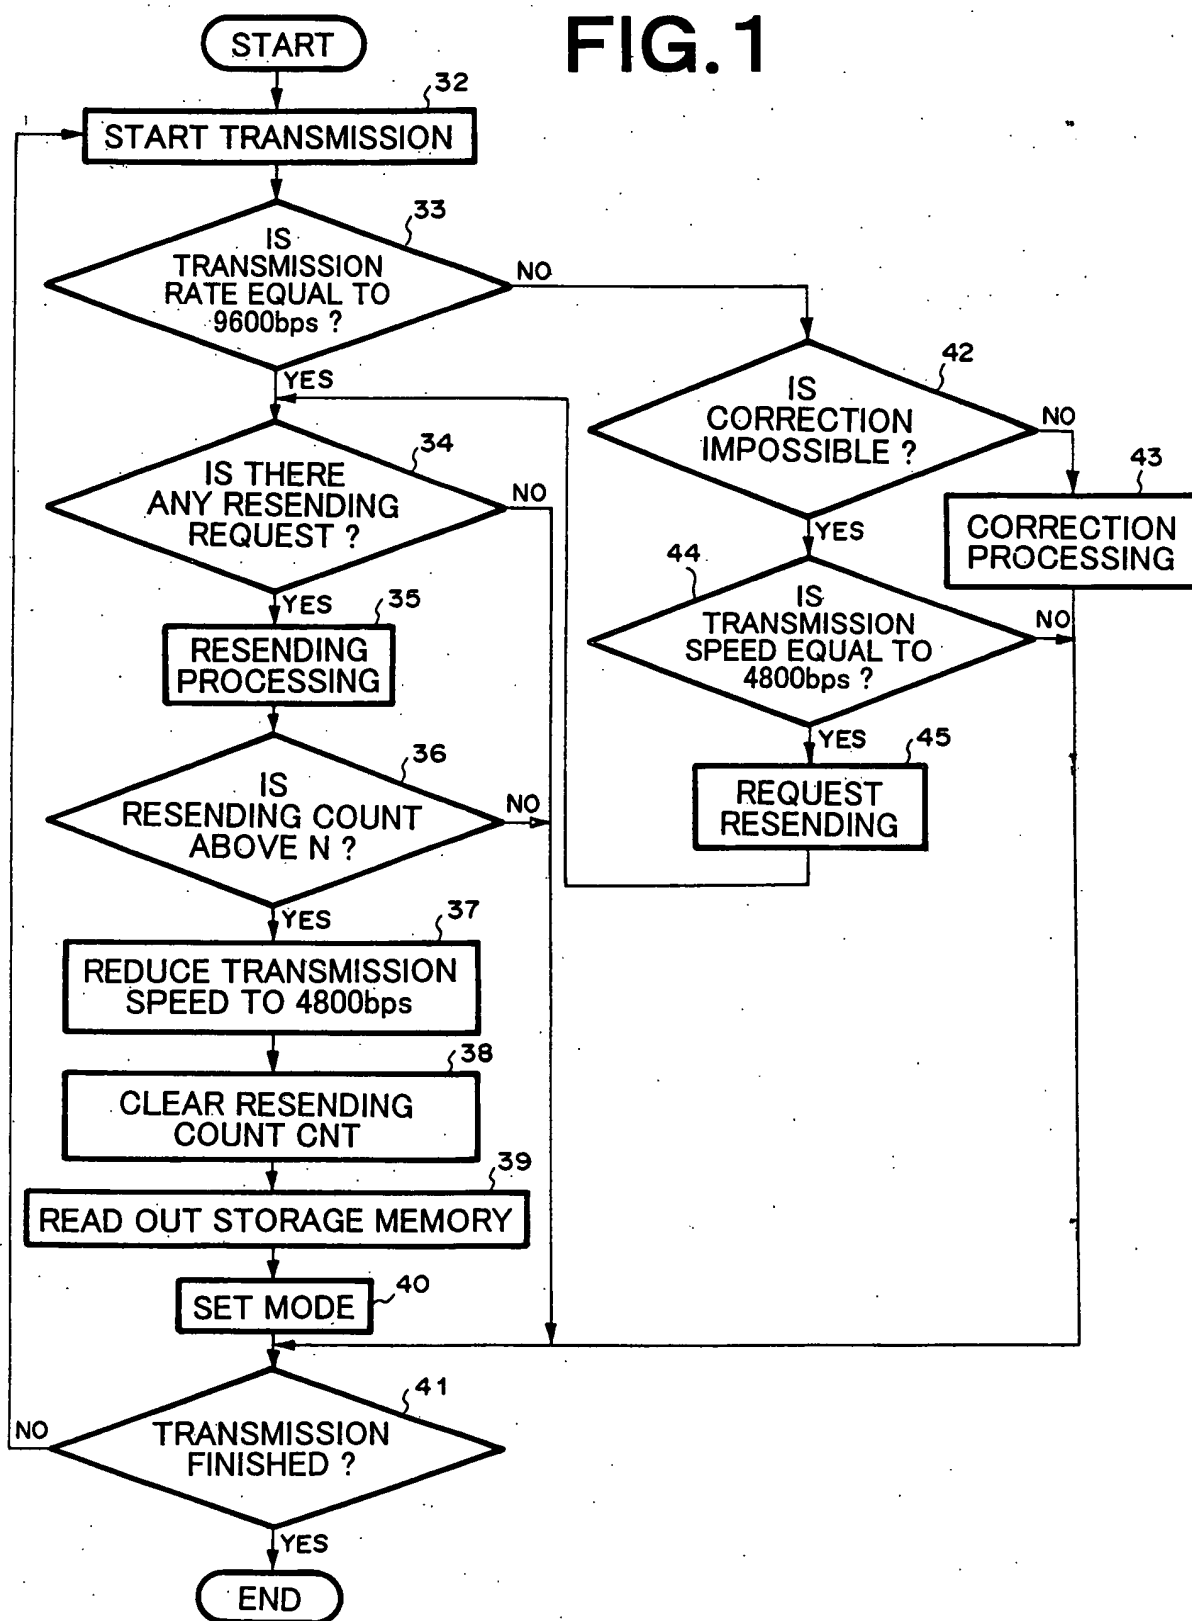 FIG.1
START
32
START TRANSMISSION
33
IS
TRANSMISSION
RATE EQUAL TO
9600bps ?
NO
YES
34
IS THERE
ANY RESENDING
REQUEST ?
NO
YES
35
RESENDING
PROCESSING
36
IS
RESENDING COUNT
ABOVE N ?
NO
YES
37
REDUCE TRANSMISSION
SPEED TO 4800bps
38
CLEAR RESENDING
COUNT CNT
39
READ OUT STORAGE MEMORY
40
SET MODE
41
TRANSMISSION
FINISHED ?
NO
YES
END
42
IS
CORRECTION
IMPOSSIBLE ?
NO
YES
43
CORRECTION
PROCESSING
44
IS
TRANSMISSION
SPEED EQUAL TO
4800bps ?
NO
YES
45
REQUEST
RESENDING